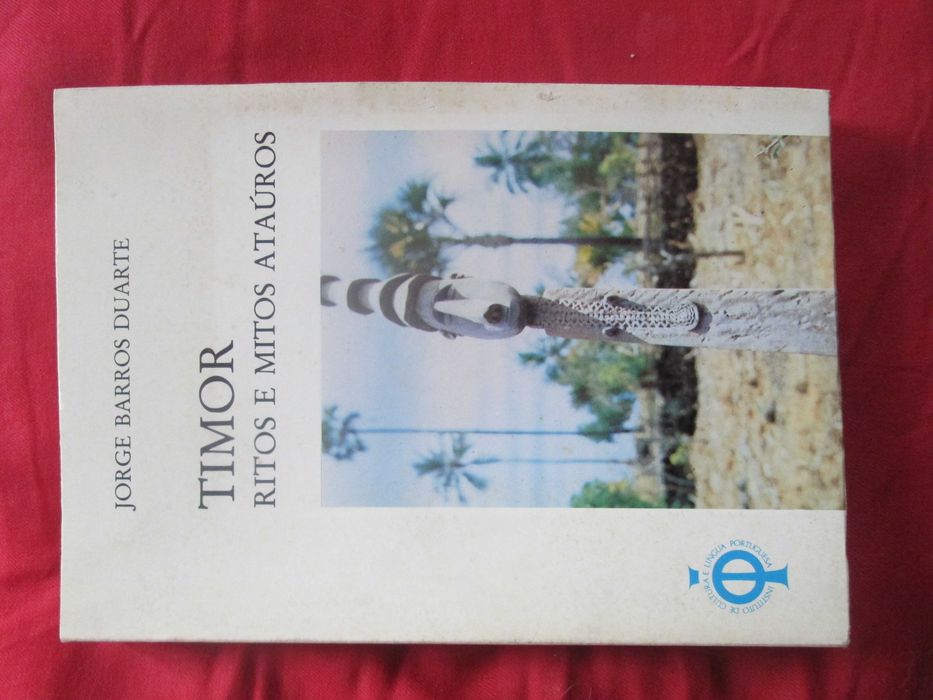 JORGE BARROS DUARTE
TIMOR
RITOS E MITOS ATAÚROS
INSTITUTO DE CULTURA E LÍNGUA PORTUGUESA